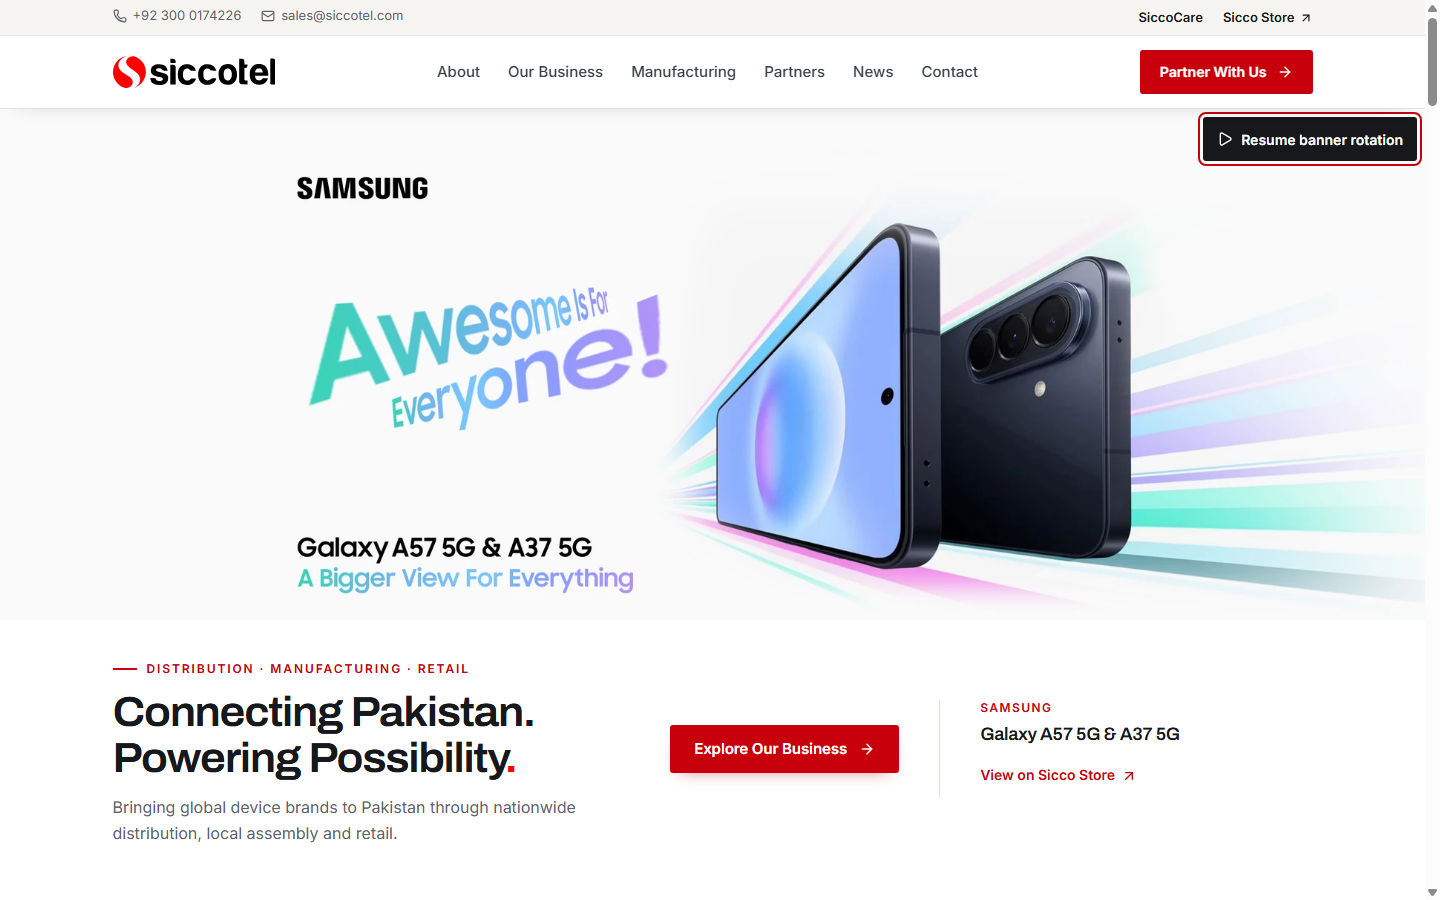 +92 300 0174226
sales@siccotel.com
SiccoCare
Sicco Store
siccotel
About
Our Business
Manufacturing
Partners
News
Contact
Partner With Us
Resume banner rotation
SAMSUNG
Awesome Is For
Everyone!
Galaxy A57 5G & A37 5G
A Bigger View For Everything
DISTRIBUTION · MANUFACTURING · RETAIL
Connecting Pakistan.
Powering Possibility.
Bringing global device brands to Pakistan through nationwide
distribution, local assembly and retail.
Explore Our Business
SAMSUNG
Galaxy A57 5G & A37 5G
View on Sicco Store